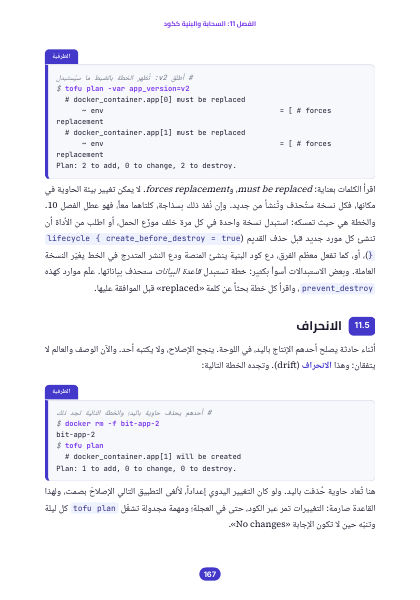 الفصل 11: السحابة والبنية ككود
الطرفية
# أطلق v2: تُظهر الخطة بالضبط ما سيُستبدل
$ tofu plan -var app_version=v2
# docker_container.app[0] must be replaced
~ env = [ # forces
replacement
# docker_container.app[1] must be replaced
~ env = [ # forces
replacement
Plan: 2 to add, 0 to change, 2 to destroy.
اقرأ الكلمات بعناية: must be replaced، وforces replacement. لا يمكن تغيير بيئة الحاوية في
مكانها، فكل نسخة ستُحذف وتُنشأ من جديد. وإن نُفذ ذلك بسذاجة، كلتاهما معاً، فهو عطل الفصل 10.
والخطة هي حيث تمسكه: استبدل نسخة واحدة في كل مرة خلف موزّع الحمل، أو اطلب من الأداة أن
تنشئ كل مورد جديد قبل حذف القديم (lifecycle { create_before_destroy = true
})، أو، كما تفعل معظم الفرق، دع كود البنية ينشئ المنصة ودع النشر المتدرج في الخط يغيّر النسخة
العاملة. وبعض الاستبدالات أسوأ بكثير: خطة تستبدل قاعدة البيانات ستحذف بياناتها. علّم موارد كهذه
prevent_destroy، واقرأ كل خطة بحثاً عن كلمة «replaced» قبل الموافقة عليها.
11.5 الانحراف
أثناء حادثة يصلح أحدهم الإنتاج باليد، في اللوحة. ينجح الإصلاح، ولا يكتبه أحد. والآن الوصف والعالم لا
يتفقان: وهذا الانحراف (drift). وتجده الخطة التالية:
الطرفية
# أحدهم يحذف حاوية باليد؛ والخطة التالية تجد ذلك
$ docker rm -f bit-app-2
bit-app-2
$ tofu plan
# docker_container.app[1] will be created
Plan: 1 to add, 0 to change, 0 to destroy.
هنا تُعاد حاوية حُذفت باليد. ولو كان التغيير اليدوي إعداداً، لألغى التطبيق التالي الإصلاح بصمت، ولهذا
القاعدة صارمة: التغييرات تمر عبر الكود، حتى في العجلة؛ ومهمة مجدولة تشغّل tofu plan كل ليلة
وتنبّه حين لا تكون الإجابة «No changes».
167